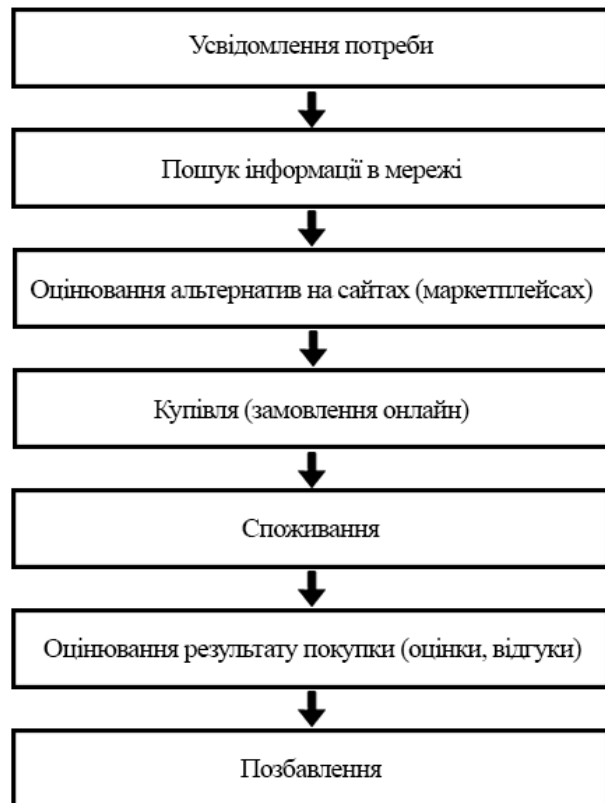 Усвідомлення потреби
Пошук інформації в мережі
Оцінювання альтернатив на сайтах (маркетплейсах)
Купівля (замовлення онлайн)
Споживання
Оцінювання результату покупки (оцінки, відгуки)
Позбавлення